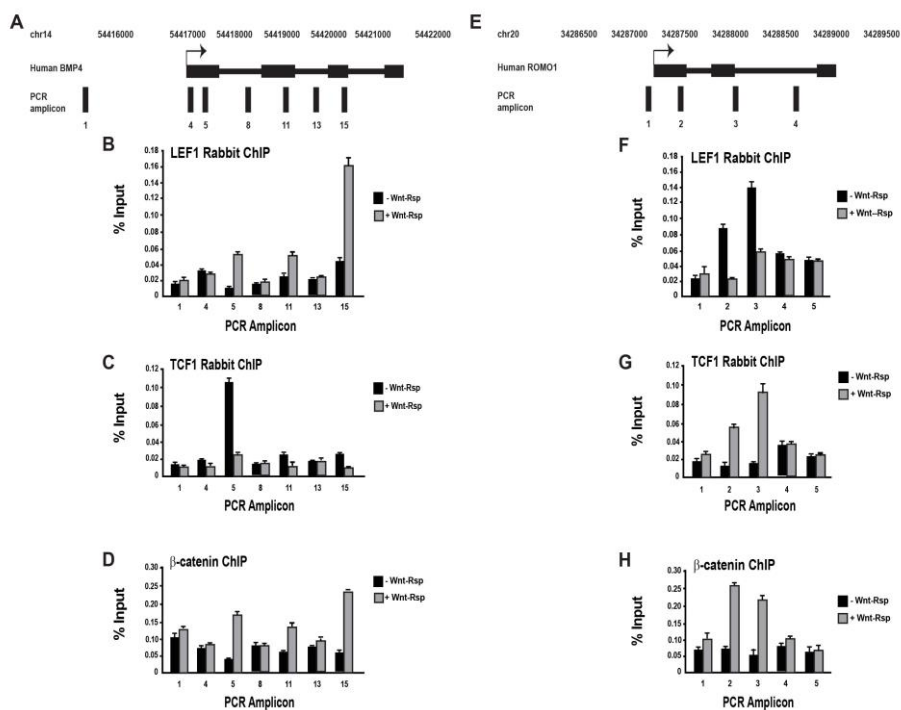 A
chr14 54416000 54417000 54418000 54419000 54420000 54421000 54422000
Human BMP4
PCR amplicon
1 4 5 8 11 13 15
E
chr20 34286500 34287000 34287500 34288000 34288500 34289000 34289500
Human ROMO1
PCR amplicon
1 2 3 4
B
LEF1 Rabbit ChIP
% Input
0.18
0.16
0.14
0.12
0.10
0.08
0.06
0.04
0.02
0
1 4 5 8 11 13 15
PCR Amplicon
- Wnt-Rsp
+ Wnt-Rsp
C
TCF1 Rabbit ChIP
% Input
0.12
0.10
0.08
0.06
0.04
0.02
0
1 4 5 8 11 13 15
PCR Amplicon
- Wnt-Rsp
+ Wnt-Rsp
D
β-catenin ChIP
% Input
0.30
0.25
0.20
0.15
0.10
0.05
0
1 4 5 8 11 13 15
PCR Amplicon
- Wnt-Rsp
+ Wnt-Rsp
F
LEF1 Rabbit ChIP
% Input
0.18
0.16
0.14
0.12
0.10
0.08
0.06
0.04
0.02
0
1 2 3 4 5
PCR Amplicon
- Wnt-Rsp
+ Wnt–Rsp
G
TCF1 Rabbit ChIP
% Input
0.12
0.10
0.08
0.06
0.04
0.02
0
1 2 3 4 5
PCR Amplicon
- Wnt-Rsp
+ Wnt-Rsp
H
β-catenin ChIP
% Input
0.30
0.25
0.20
0.15
0.10
0.05
0
1 2 3 4 5
PCR Amplicon
- Wnt-Rsp
+ Wnt-Rsp